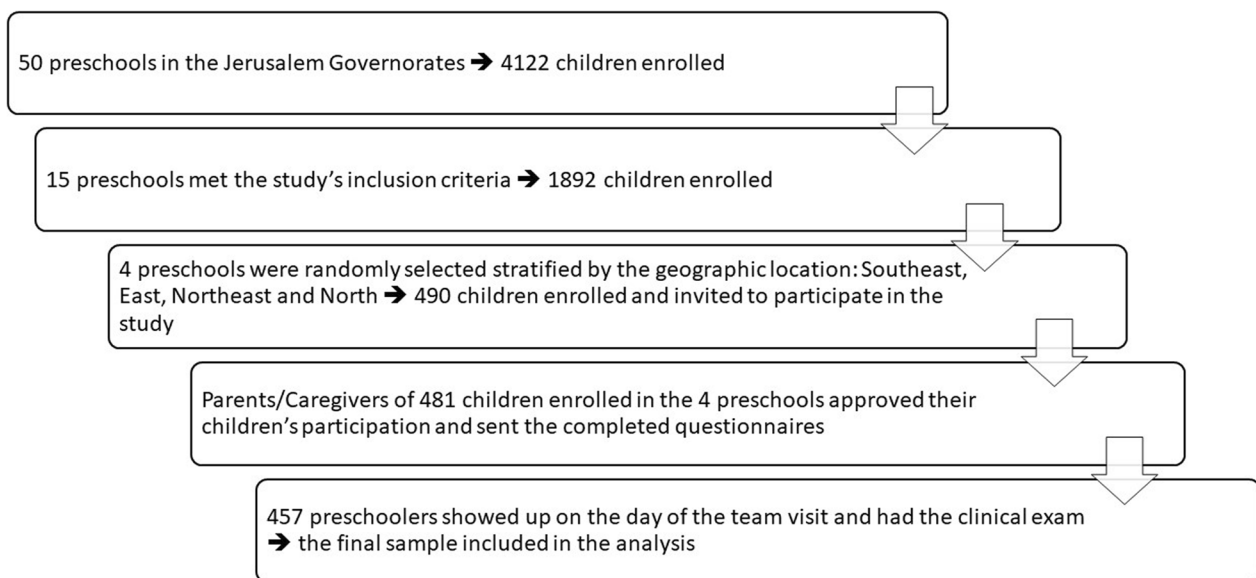 50 preschools in the Jerusalem Governorates ➔ 4122 children enrolled
15 preschools met the study’s inclusion criteria ➔ 1892 children enrolled
4 preschools were randomly selected stratified by the geographic location: Southeast,
East, Northeast and North ➔ 490 children enrolled and invited to participate in the
study
Parents/Caregivers of 481 children enrolled in the 4 preschools approved their
children’s participation and sent the completed questionnaires
457 preschoolers showed up on the day of the team visit and had the clinical exam
➔ the final sample included in the analysis